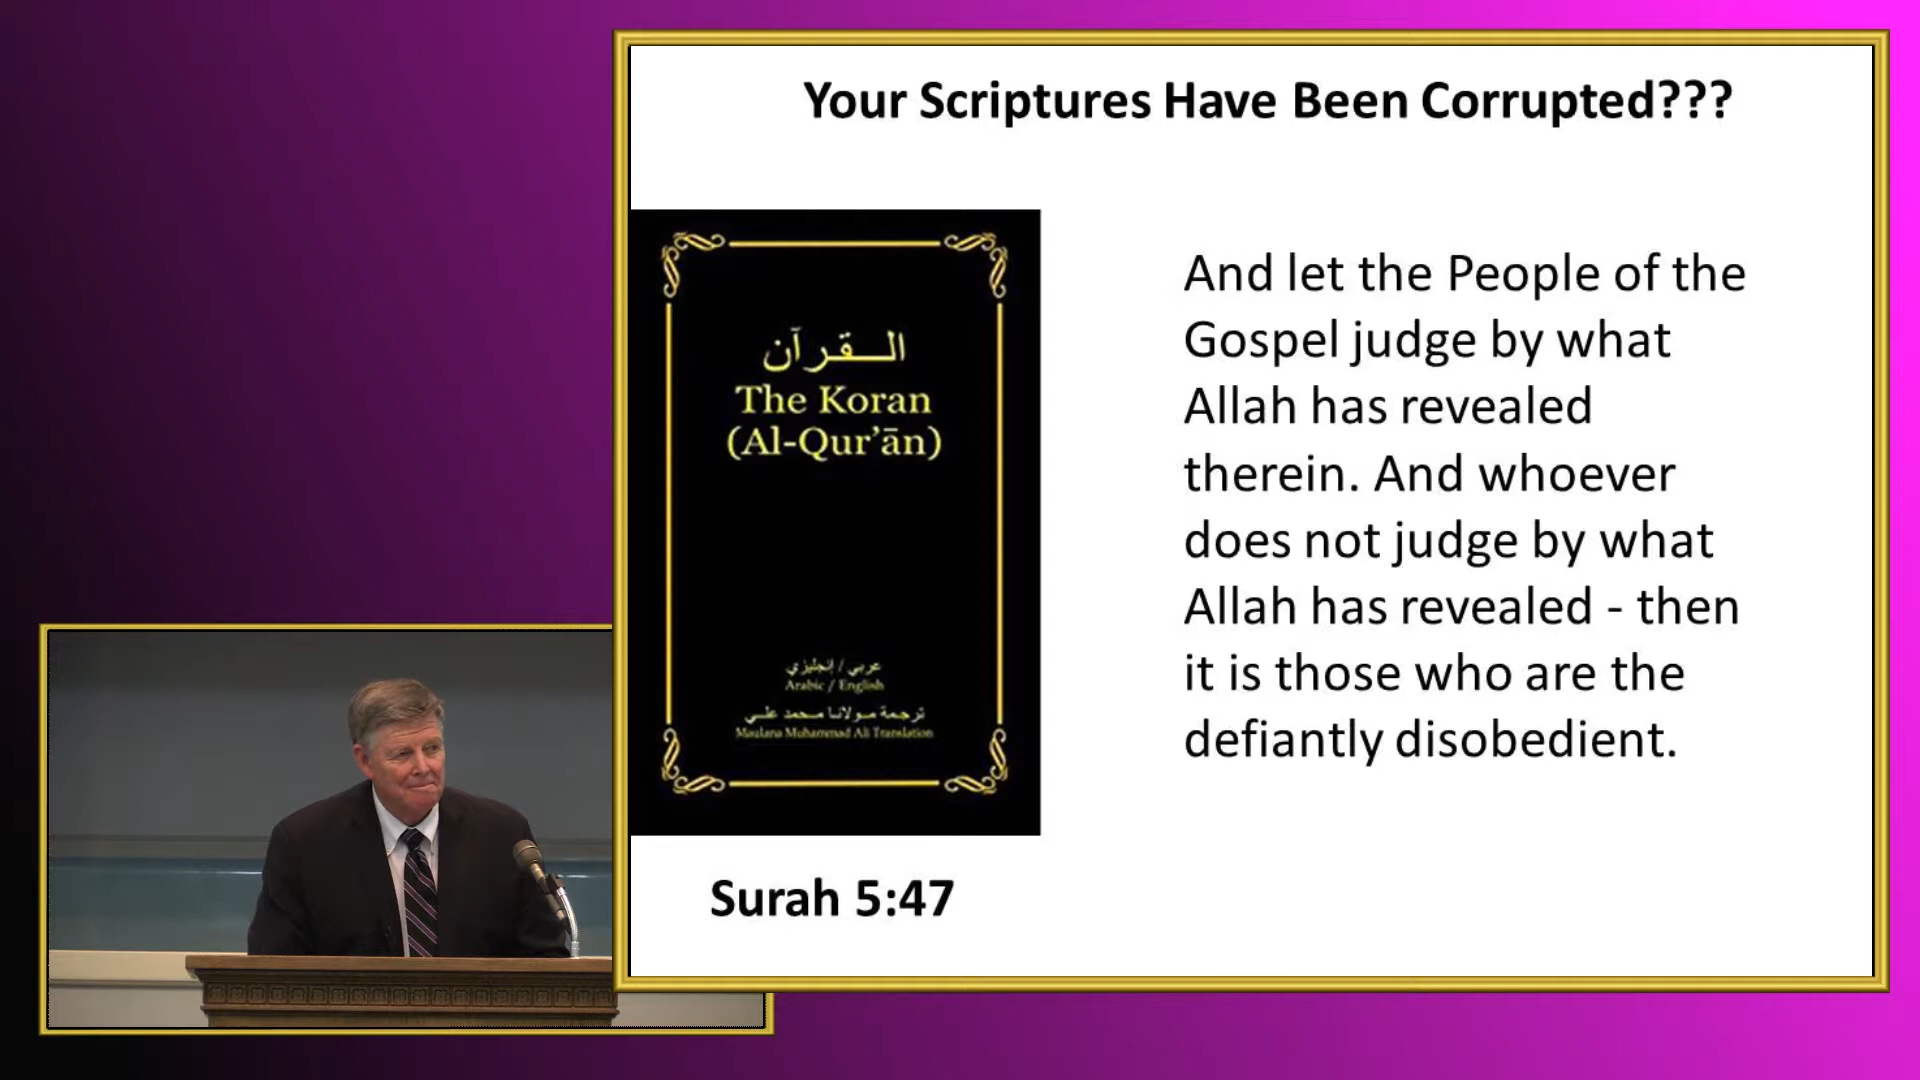 Your Scriptures Have Been Corrupted???
القرآن
The Koran
(Al-Qur’ān)
عربي / إنجليزي
Arabic / English
ترجمة مولانا محمد علي
Maulana Muhammad Ali Translation
And let the People of the
Gospel judge by what
Allah has revealed
therein. And whoever
does not judge by what
Allah has revealed - then
it is those who are the
defiantly disobedient.
Surah 5:47